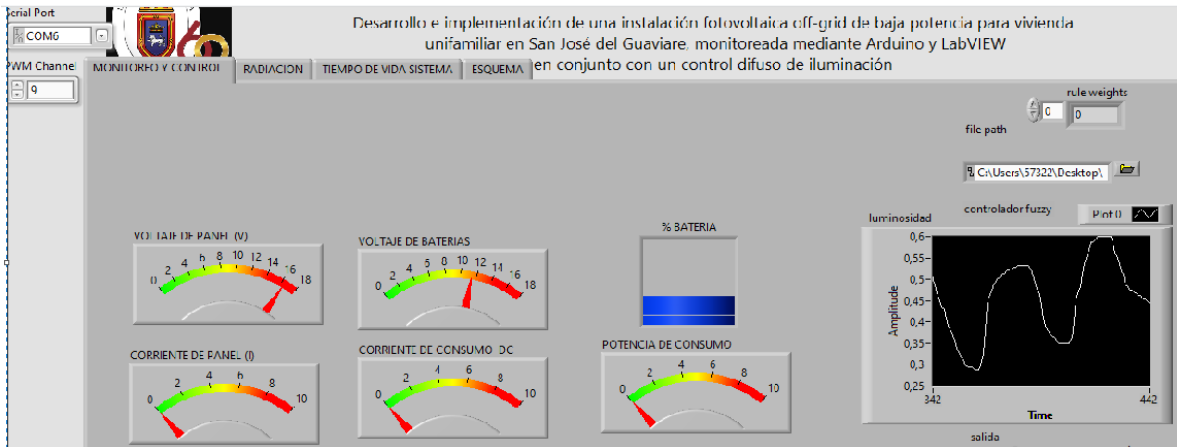 Serial Port
COM6
PWM Channel
9
Desarrollo e implementación de una instalación fotovoltaica off-grid de baja potencia para vivienda
unifamiliar en San José del Guaviare, monitoreada mediante Arduino y LabVIEW
en conjunto con un control difuso de iluminación
MONITOREO Y CONTROL RADIACION TIEMPO DE VIDA SISTEMA ESQUEMA
rule weights
0 0
file path
C:\Users\57322\Desktop\
controlador fuzzy
Plot 0
VOLTAJE DE PANEL (V)
0 2 4 6 8 10 12 14 16 18
VOLTAJE DE BATERIAS
0 2 4 6 8 10 12 14 16 18
% BATERIA
luminosidad
0,6
0,55
0,5
0,45
0,4
0,35
0,3
0,25
Amplitude
342 442
Time
CORRIENTE DE PANEL (I)
0 2 4 6 8 10
CORRIENTE DE CONSUMO DC
0 2 4 6 8 10
POTENCIA DE CONSUMO
0 2 4 6 8 10
salida